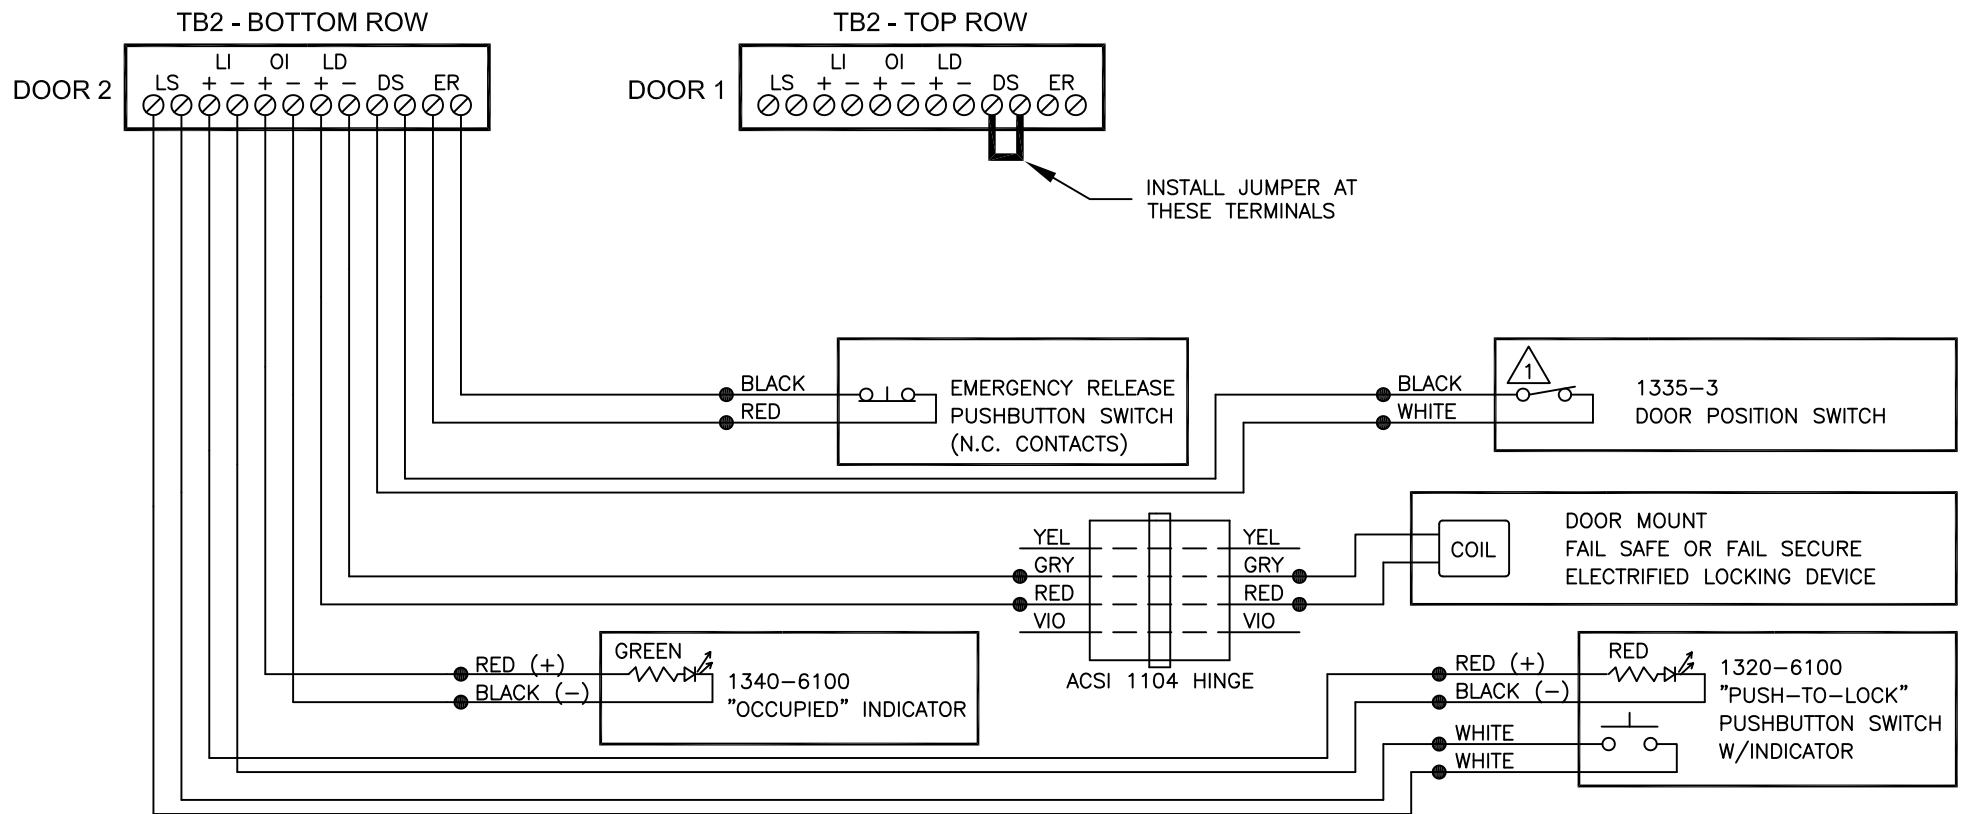 TB2 - BOTTOM ROW
DOOR 2
LI OI LD
LS + - + - + - DS ER
TB2 - TOP ROW
DOOR 1
LI OI LD
LS + - + - + - DS ER
INSTALL JUMPER AT
THESE TERMINALS
BLACK
RED
EMERGENCY RELEASE
PUSHBUTTON SWITCH
(N.C. CONTACTS)
BLACK
WHITE
1
1335-3
DOOR POSITION SWITCH
YEL
GRY
RED
VIO
YEL
GRY
RED
VIO
ACSI 1104 HINGE
COIL
DOOR MOUNT
FAIL SAFE OR FAIL SECURE
ELECTRIFIED LOCKING DEVICE
RED (+)
BLACK (-)
GREEN
1340-6100
"OCCUPIED" INDICATOR
RED (+)
BLACK (-)
WHITE
WHITE
RED
1320-6100
"PUSH-TO-LOCK"
PUSHBUTTON SWITCH
W/INDICATOR